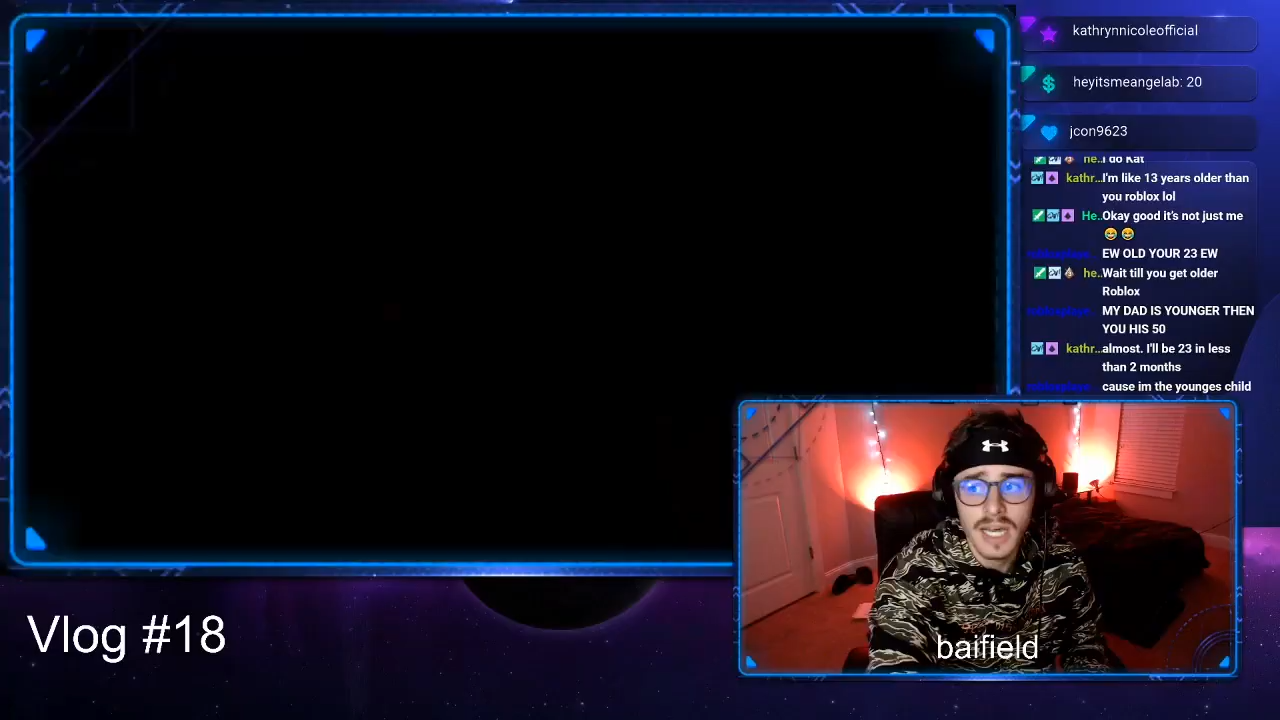 kathrynnicoleofficial
heyitsmeangelab: 20
jcon9623
he.. I do Kat
kathr... I'm like 13 years older than
you roblox lol
He.. Okay good it's not just me
😂 😂
EW OLD YOUR 23 EW
he.. Wait till you get older
Roblox
MY DAD IS YOUNGER THEN
YOU HIS 50
kathr... almost. I'll be 23 in less
than 2 months
cause im the younges child
Vlog #18
baifield